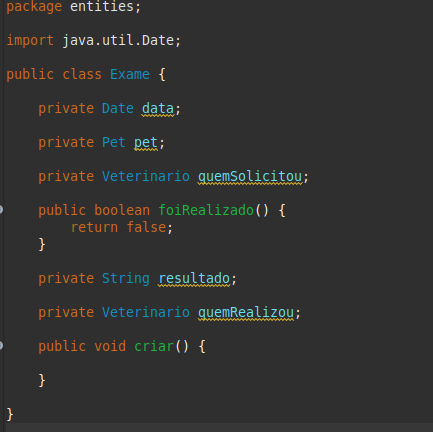 package entities;
import java.util.Date;
public class Exame {
private Date data;
private Pet pet;
private Veterinario quemSolicitou;
public boolean foiRealizado() {
return false;
}
private String resultado;
private Veterinario quemRealizou;
public void criar() {
}
}